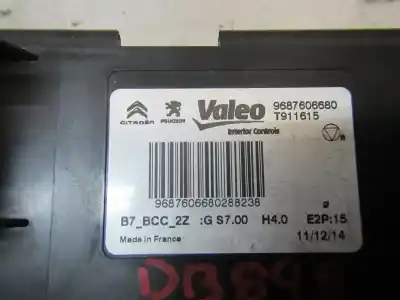 CITROËN PEUGEOT Valeo 9687606680
T911615
Interior Controls
9687606680288238
B7_BCC_2Z :G S7.00 H4.0 E2P:15
Made in France 11/12/14